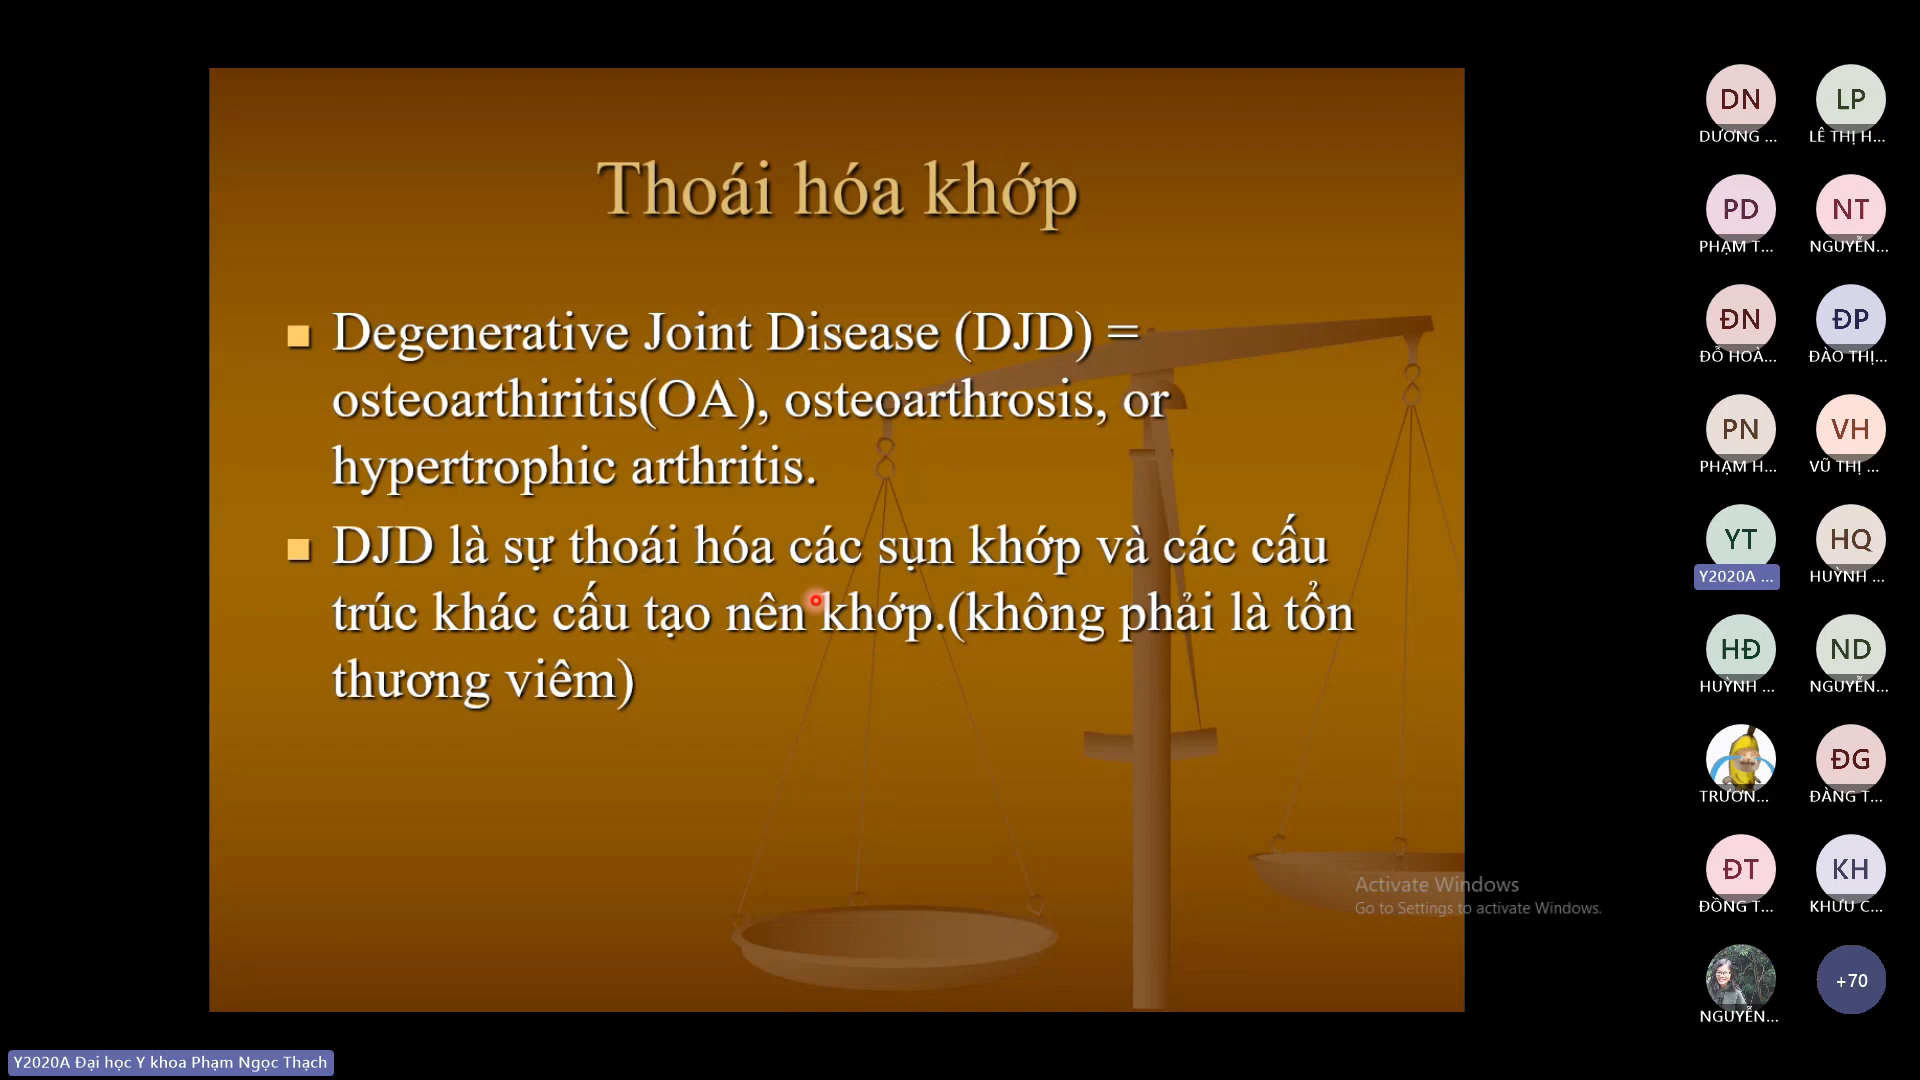 Thoái hóa khớp
Degenerative Joint Disease (DJD) =
osteoarthiritis(OA), osteoarthrosis, or
hypertrophic arthritis.
DJD là sự thoái hóa các sụn khớp và các cấu
trúc khác cấu tạo nên khớp.(không phải là tổn
thương viêm)
Activate Windows
Go to Settings to activate Windows.
DN
LP
DƯƠNG ...
LÊ THỊ H...
PD
NT
PHẠM T...
NGUYỄN...
ĐN
ĐP
ĐỖ HOÀ...
ĐÀO THỊ...
PN
VH
PHẠM H...
VŨ THỊ ...
YT
HQ
Y2020A ...
HUỲNH ...
HĐ
ND
HUỲNH ...
NGUYỄN...
ĐG
TRƯƠN...
ĐÀNG T...
ĐT
KH
ĐỒNG T...
KHƯU C...
+70
NGUYỄN...
Y2020A Đại học Y khoa Phạm Ngọc Thạch